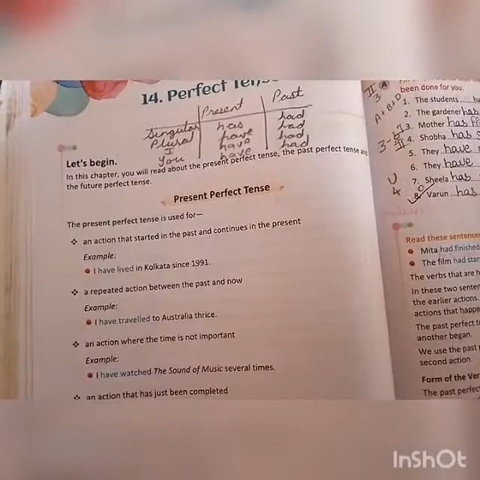 14. Perfect Tense
Present Past
Singular has had
Plural have had
I have had
You have had
Let's begin.
In this chapter, you will read about the present perfect tense, the past perfect tense and
the future perfect tense.
Present Perfect Tense
The present perfect tense is used for—
an action that started in the past and continues in the present
Example:
I have lived in Kolkata since 1991.
a repeated action between the past and now
Example:
I have travelled to Australia thrice.
an action where the time is not important
Example:
I have watched The Sound of Music several times.
an action that has just been completed
been done for you.
1. The students
2. The gardener has
3. Mother has
4. Shobha has
5. They have
6. They have
7. Sheela has
8. Varun has
Read these sentences
Mita had finished
The film had
The verbs that are
In these two
the earlier actions.
actions that
The past perfect
another began.
We use the past
second action.
Form of the
The past perfect
InShOt